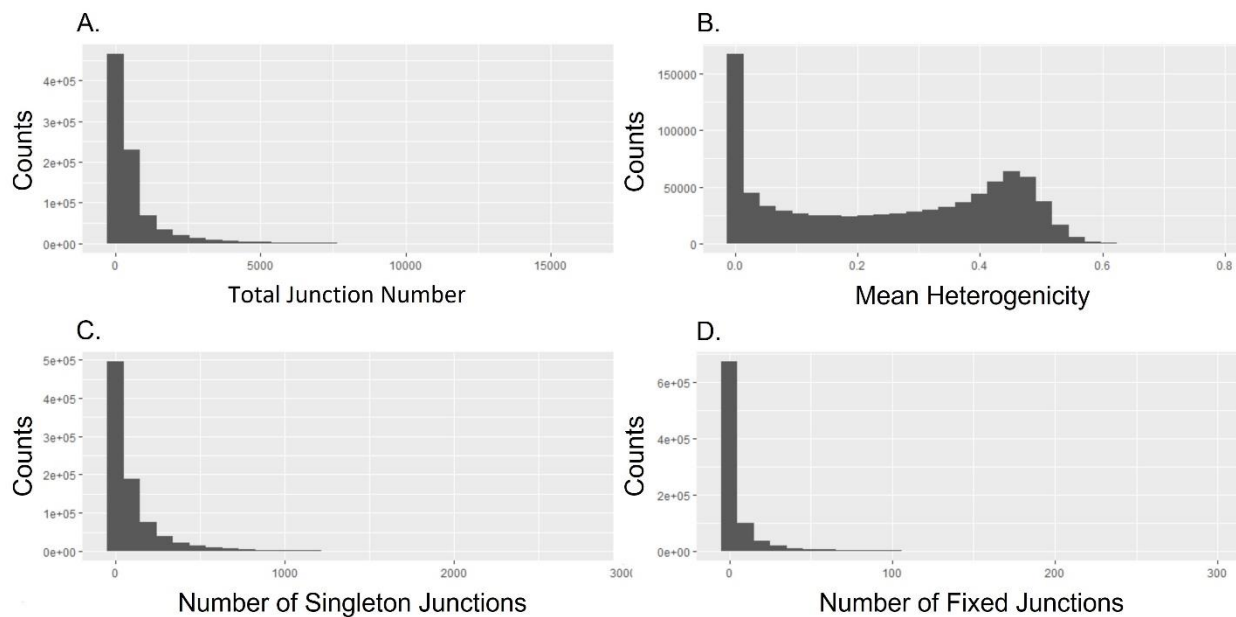 A.
Counts
4e+05
3e+05
2e+05
1e+05
0e+00
0
5000
10000
15000
Total Junction Number
B.
Counts
150000
100000
50000
0
0.0
0.2
0.4
0.6
0.8
Mean Heterogenicity
C.
Counts
5e+05
4e+05
3e+05
2e+05
1e+05
0e+00
0
1000
2000
Number of Singleton Junctions
D.
Counts
6e+05
4e+05
2e+05
0e+00
0
100
200
300
Number of Fixed Junctions